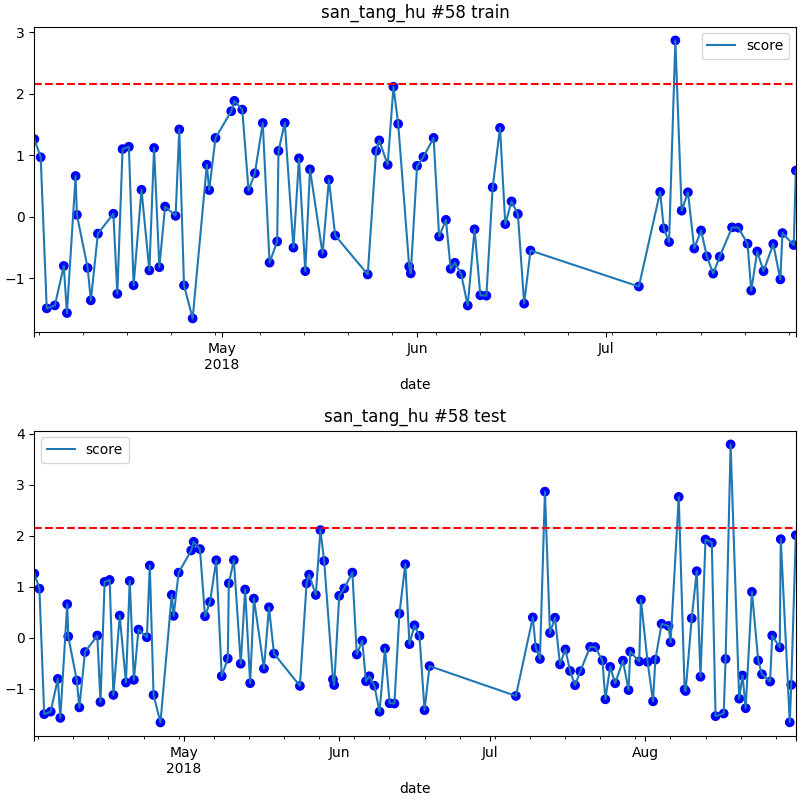 san_tang_hu #58 train
3
score
2
1
0
−1
May
2018
Jun
Jul
date
san_tang_hu #58 test
4
score
3
2
1
0
−1
May
2018
Jun
Jul
Aug
date